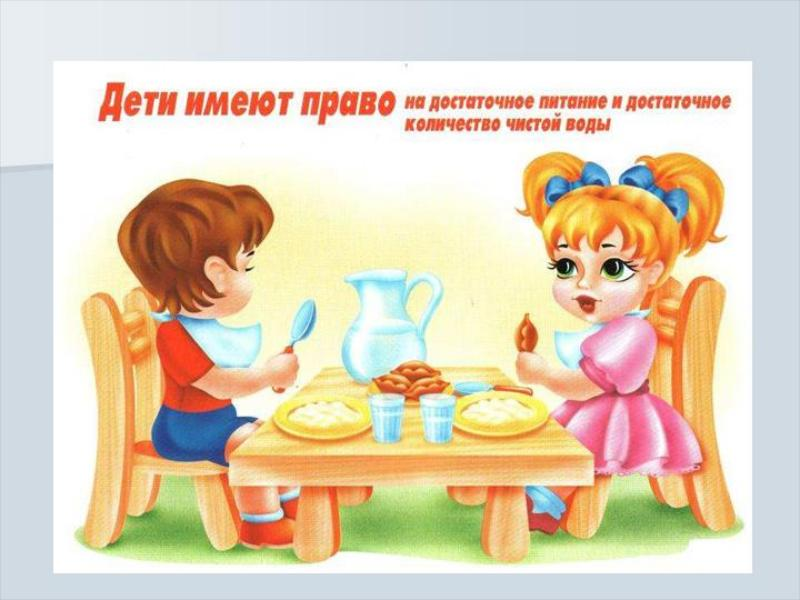 Дети имеют право на достаточное питание и достаточное
количество чистой воды